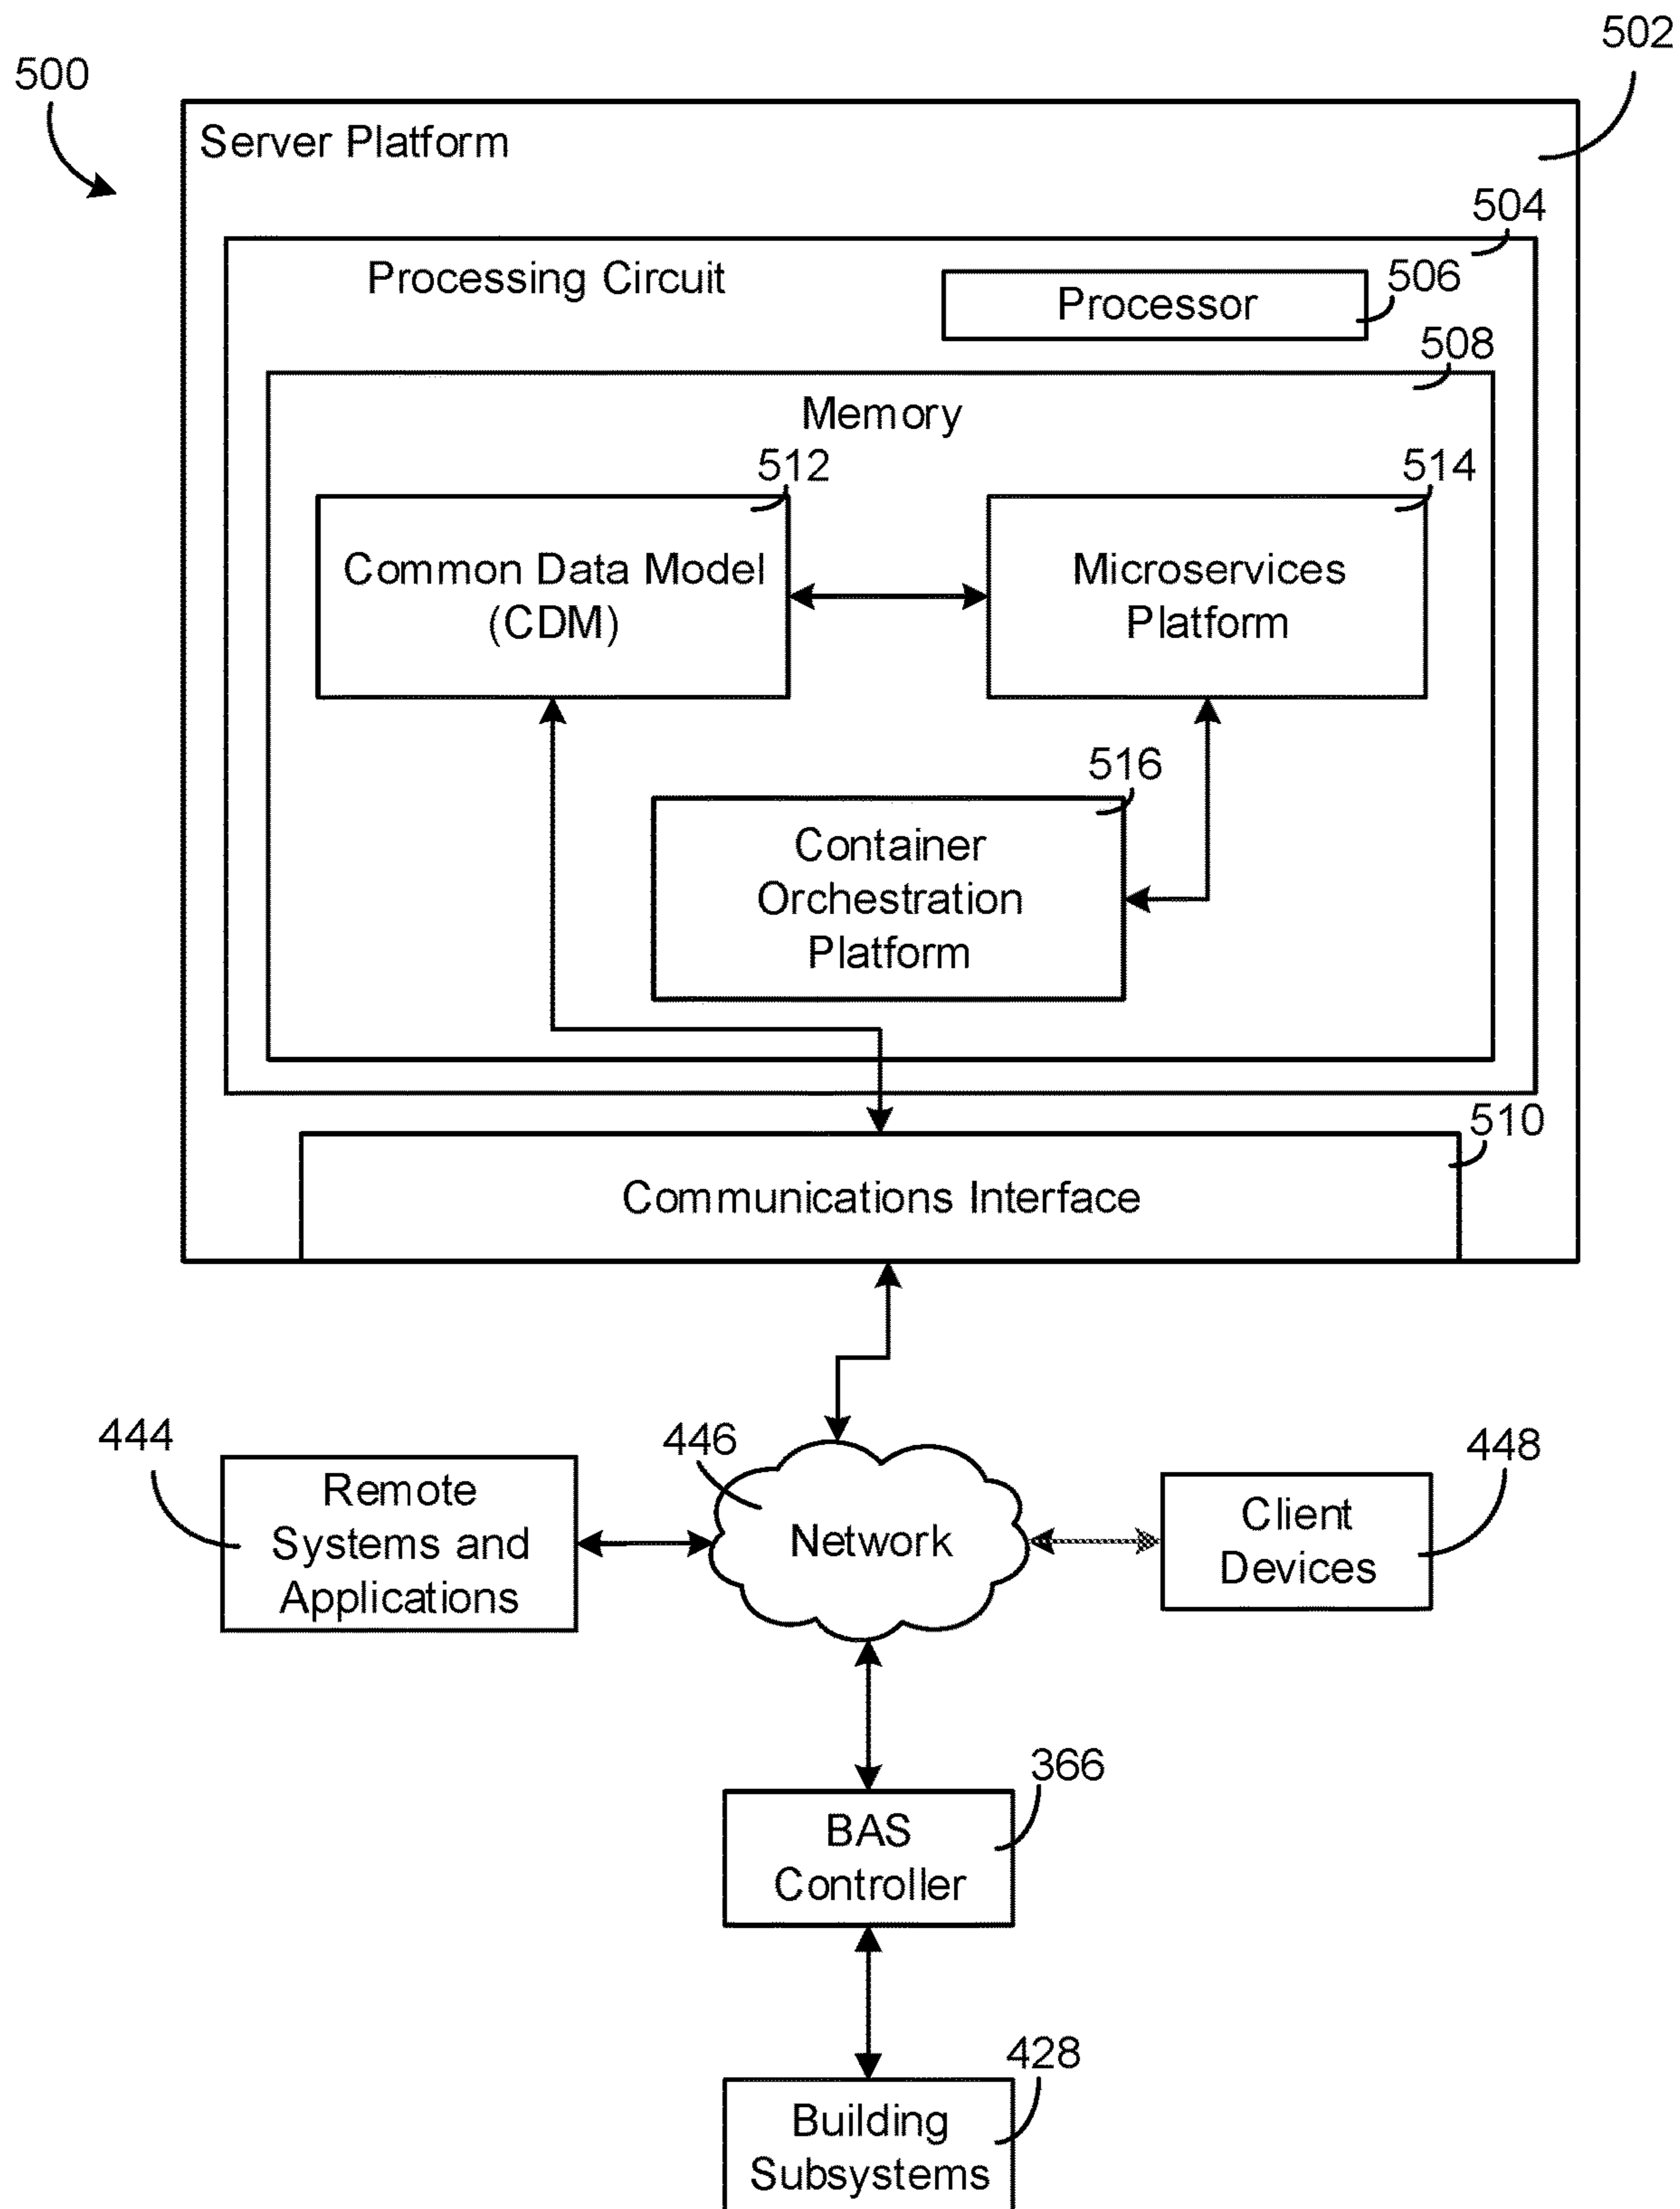 502
500
Server Platform
504
Processing Circuit
506
Processor
508
Memory
512
514
Common Data Model
(CDM)
Microservices
Platform
516
Container
Orchestration
Platform
510
Communications Interface
444
446
448
Remote
Systems and
Applications
Network
Client
Devices
366
BAS
Controller
428
Building
Subsystems